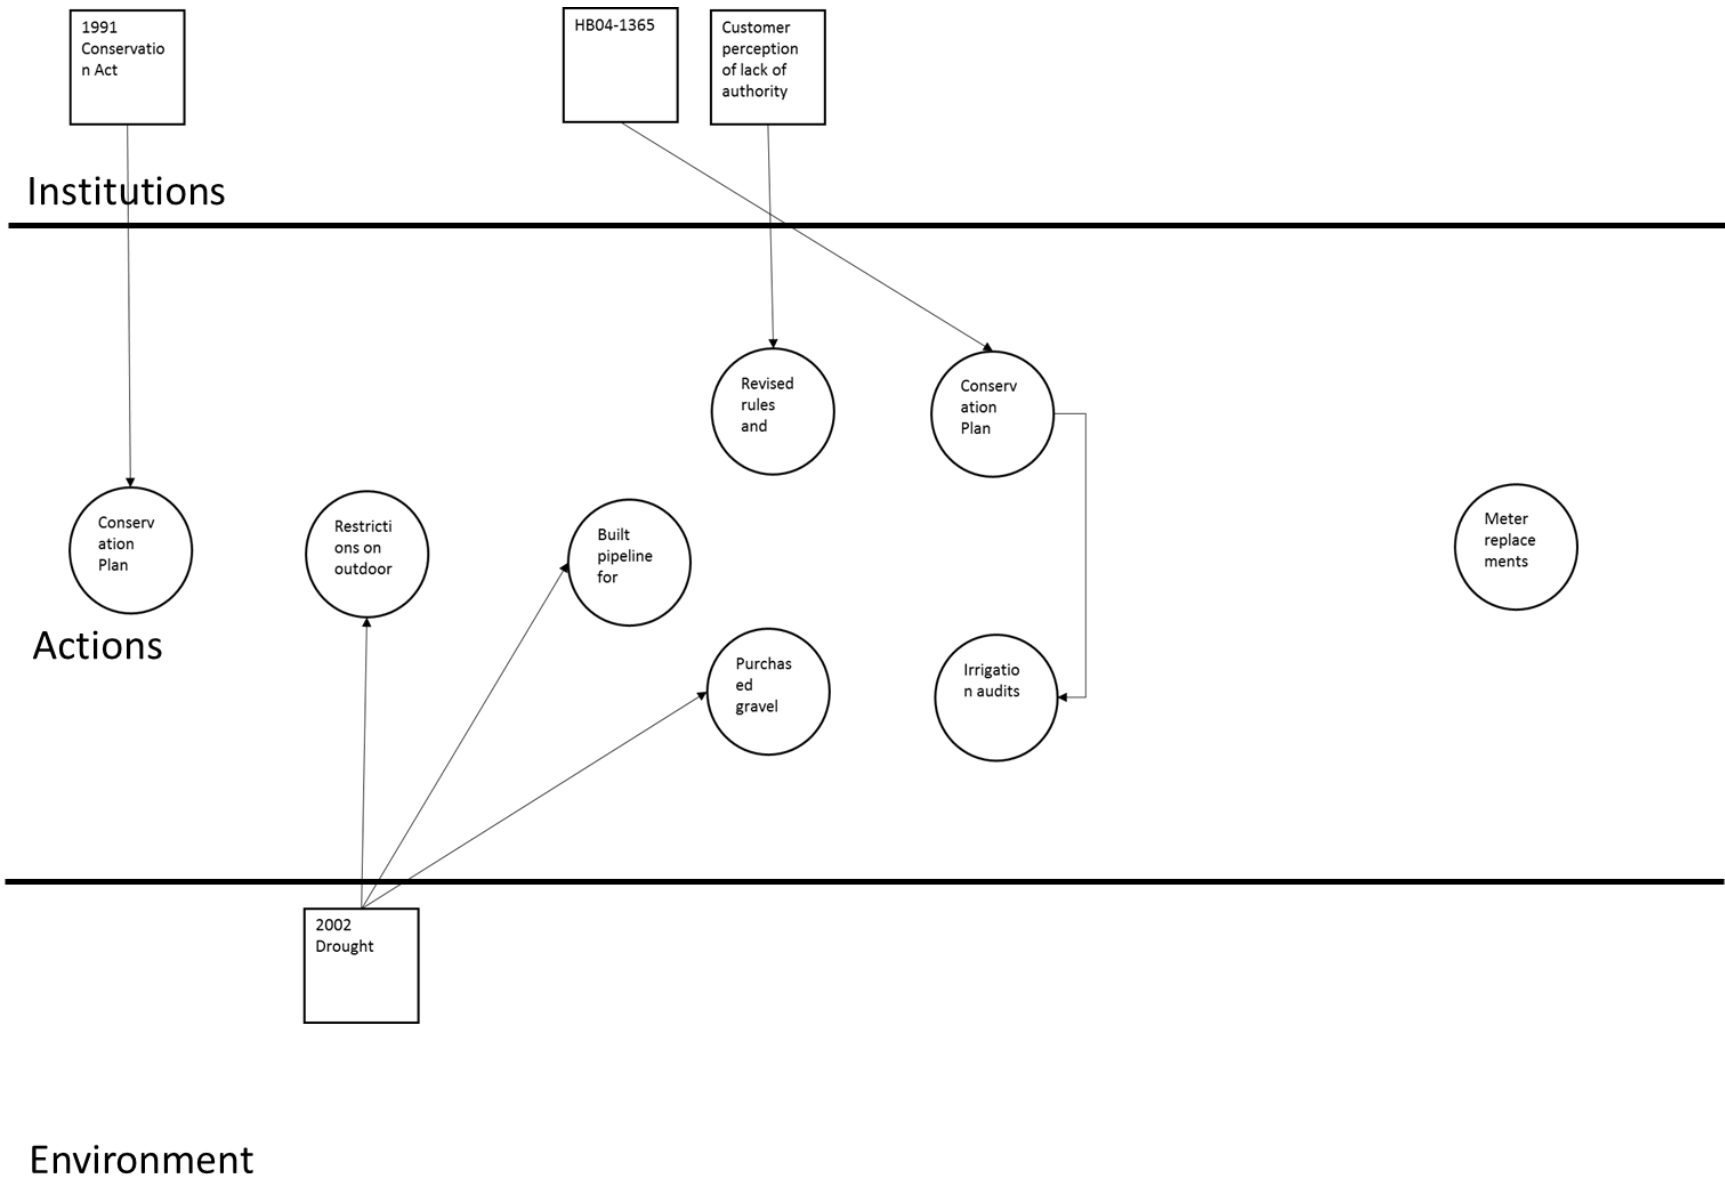 1991
Conservatio
n Act
HB04-1365
Customer
perception
of lack of
authority
Institutions
Revised
rules
and
Conserv
ation
Plan
Conserv
ation
Plan
Restricti
ons on
outdoor
Built
pipeline
for
Meter
replace
ments
Actions
Purchas
ed
gravel
Irrigatio
n audits
2002
Drought
Environment